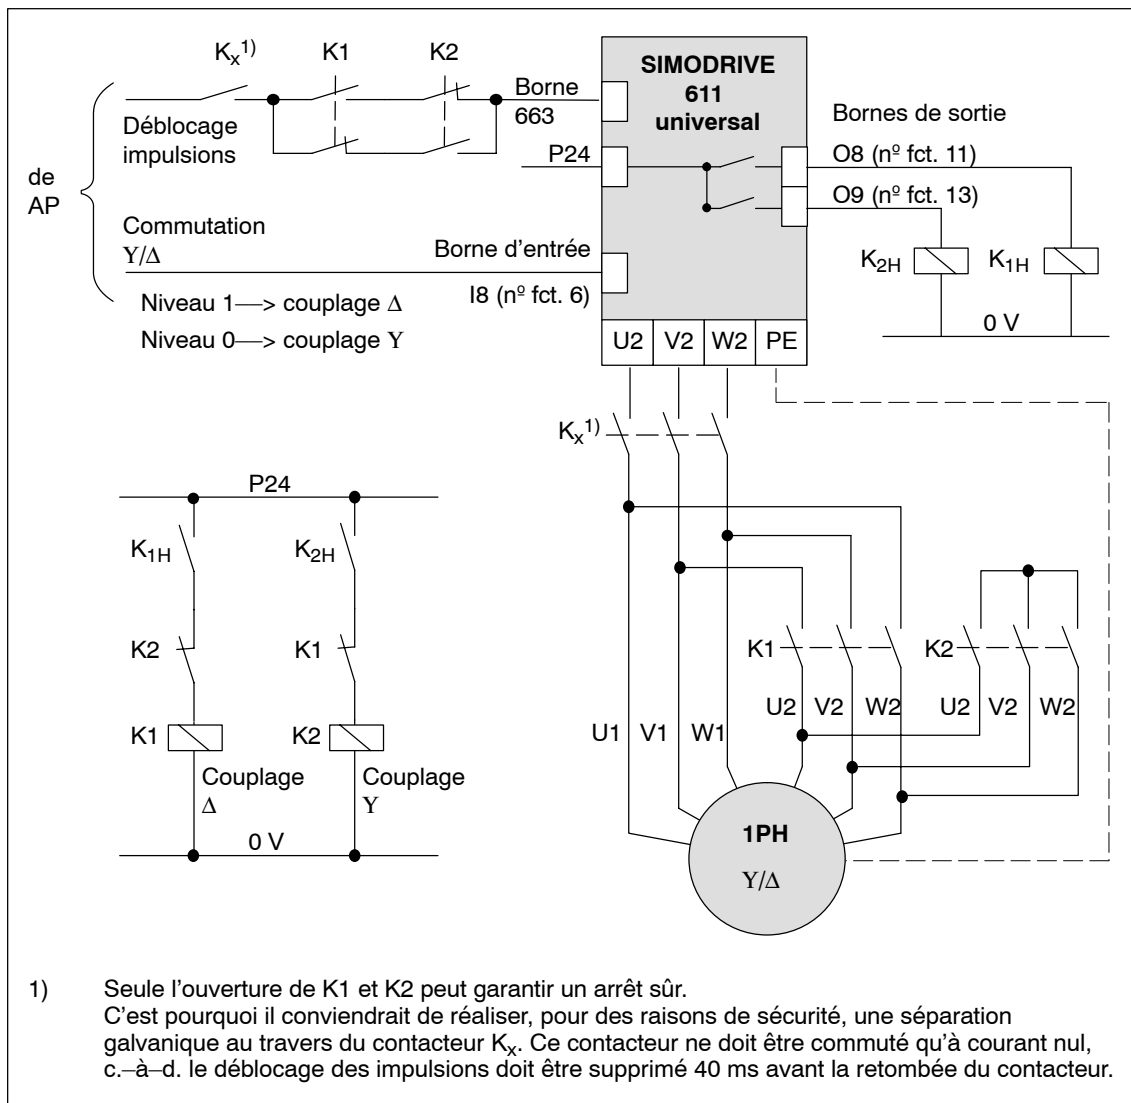 Kx1) K1 K2
Borne
663
SIMODRIVE
611
universal
Déblocage
impulsions
P24
Bornes de sortie
O8 (nº fct. 11)
O9 (nº fct. 13)
de
AP
Commutation
Y/Δ
Borne d'entrée
I8 (nº fct. 6)
K2H K1H
0 V
Niveau 1—> couplage Δ
Niveau 0—> couplage Y
U2 V2 W2 PE
Kx1)
P24
K1H K2H
K2 K1
K1 K2
Couplage
Δ
Couplage
Y
0 V
K1 K2
U2 V2 W2 U2 V2 W2
U1 V1 W1
1PH
Y/Δ
1) Seule l'ouverture de K1 et K2 peut garantir un arrêt sûr.
C'est pourquoi il conviendrait de réaliser, pour des raisons de sécurité, une séparation
galvanique au travers du contacteur Kx. Ce contacteur ne doit être commuté qu'à courant nul,
c.–à–d. le déblocage des impulsions doit être supprimé 40 ms avant la retombée du contacteur.